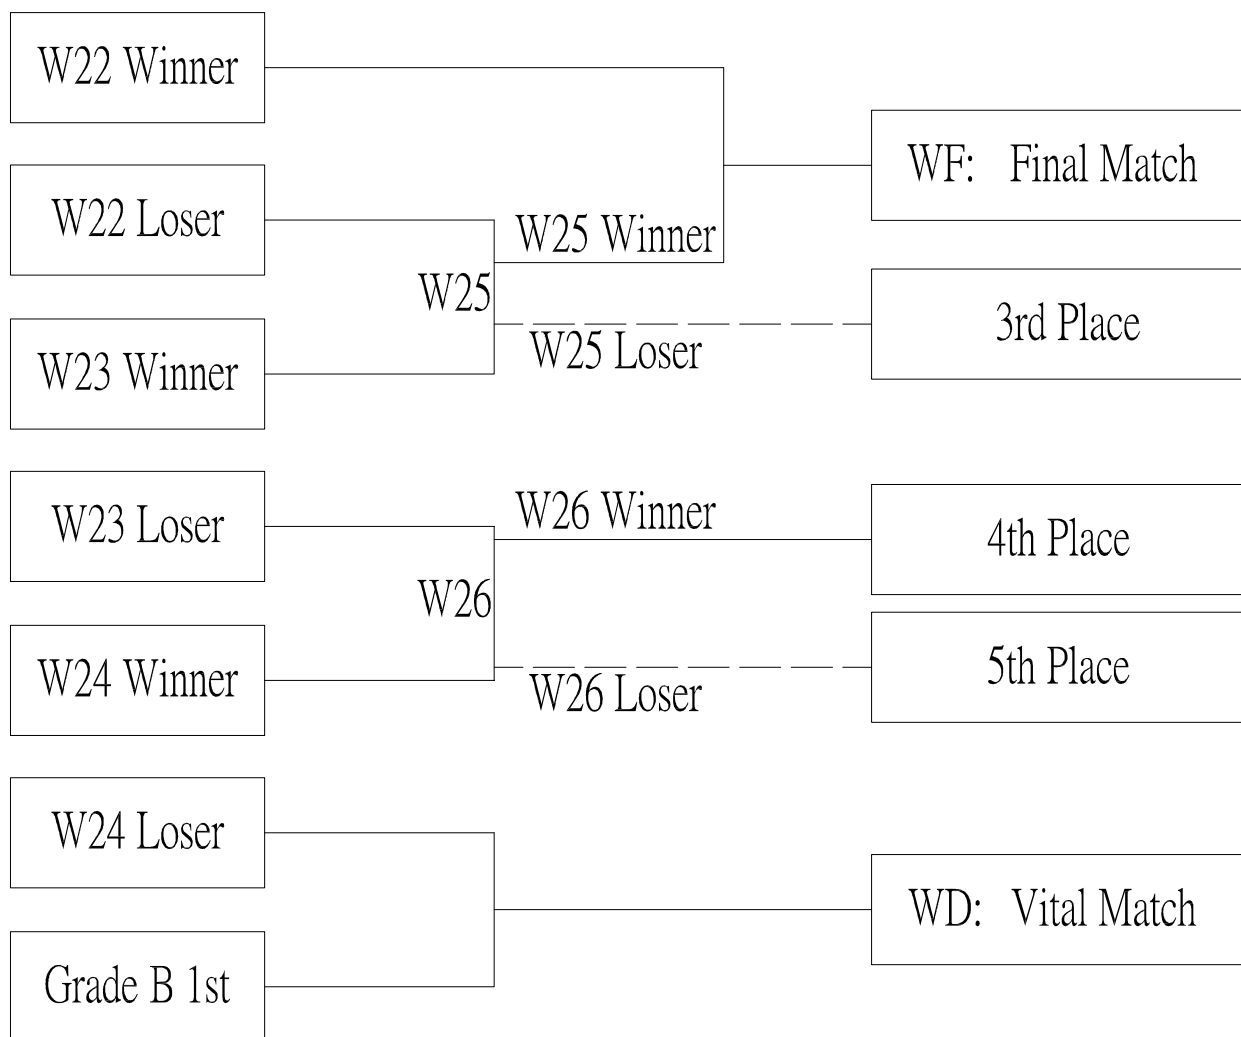 W22 Winner
WF: Final Match
W22 Loser
W25 Winner
W25
3rd Place
W25 Loser
W23 Winner
W23 Loser
W26 Winner
4th Place
W26
W24 Winner
5th Place
W26 Loser
W24 Loser
WD: Vital Match
Grade B 1st